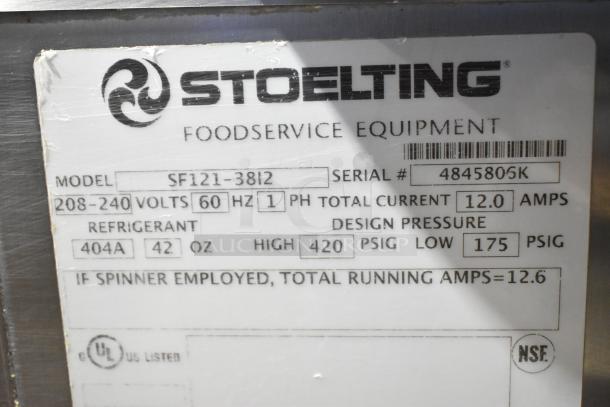 STOELTING®
FOODSERVICE EQUIPMENT
MODEL SF121-38I2 SERIAL # 4845806K
208-240 VOLTS 60 HZ 1 PH TOTAL CURRENT 12.0 AMPS
REFRIGERANT DESIGN PRESSURE
404A 42 OZ HIGH 420 PSIG LOW 175 PSIG
IF SPINNER EMPLOYED, TOTAL RUNNING AMPS=12.6
c UL US LISTED NSF.